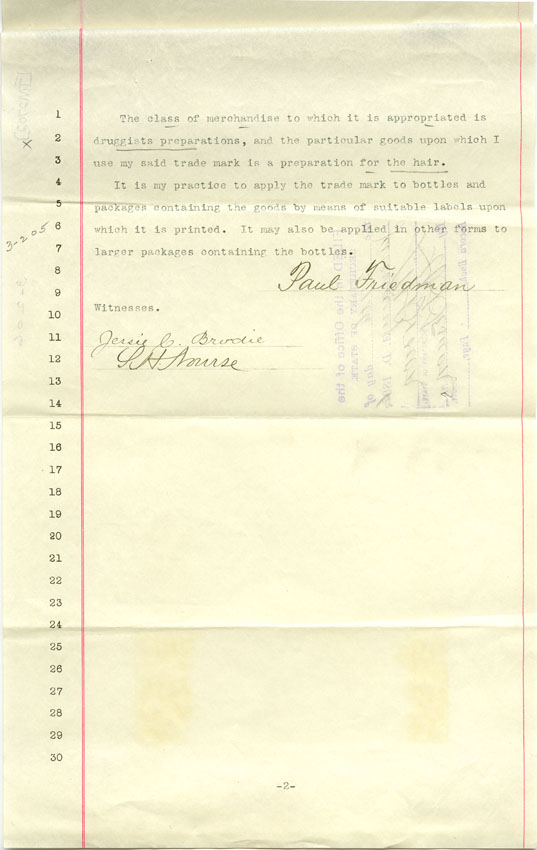 1 The class of merchandise to which it is appropriated is
2 druggists preparations, and the particular goods upon which I
3 use my said trade mark is a preparation for the hair.
4 It is my practice to apply the trade mark to bottles and
5 packages containing the goods by means of suitable labels upon
6 which it is printed. It may also be applied in other forms to
3-205
7 larger packages containing the bottles.
8 Paul Friedman
9 Witnesses.
10
11 Jessie C. Brodie
12 S H Nourse
13
14
15
16
17
18
19
20
21
22
23
24
25
26
27
28
29
30
-2-